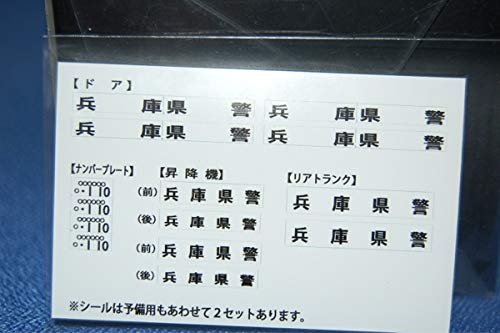 【ド ア】
兵 庫県 警 兵 庫県 警
兵 庫県 警 兵 庫県 警
【ナンバープレート】
・110
・110
・110
・110
【昇降機】
(前) 兵庫県警
(後) 兵庫県警
(前) 兵庫県警
(後) 兵庫県警
【リアトランク】
兵庫県警
兵庫県警
※シールは予備用もあわせて2セットあります。